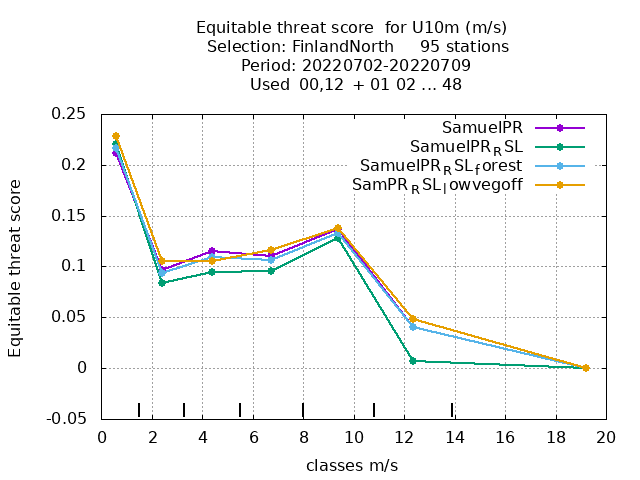 Equitable threat score for U10m (m/s)
Selection: FinlandNorth 95 stations
Period: 20220702-20220709
Used 00,12 + 01 02 ... 48
SamuelPR
SamuelPR_RSL
SamuelPR_RSL_forest
SamPR_RSL_lowvegoff
Equitable threat score
0.25
0.2
0.15
0.1
0.05
0
-0.05
0 2 4 6 8 10 12 14 16 18 20
classes m/s